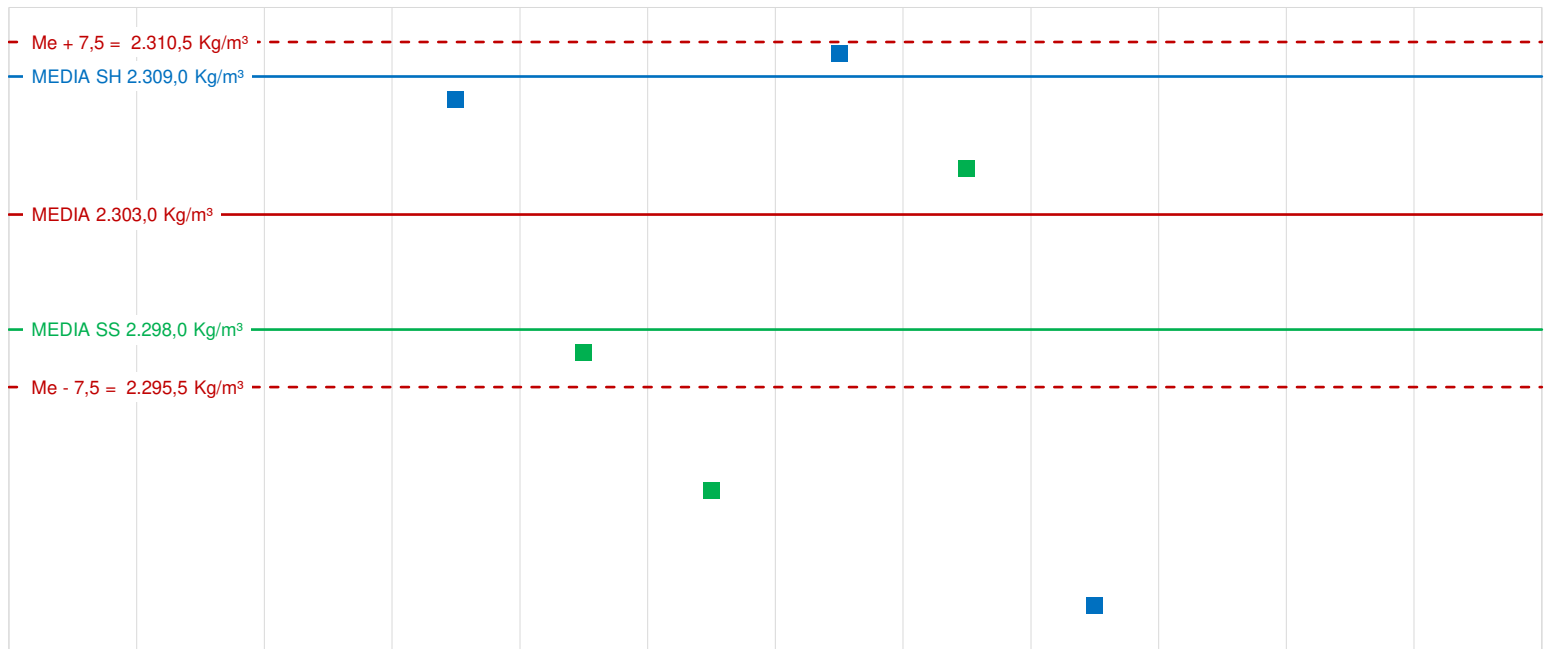 Me + 7,5 =  2.310,5 Kg/m³
MEDIA SH 2.309,0 Kg/m³
MEDIA 2.303,0 Kg/m³
MEDIA SS 2.298,0 Kg/m³
Me - 7,5 =  2.295,5 Kg/m³